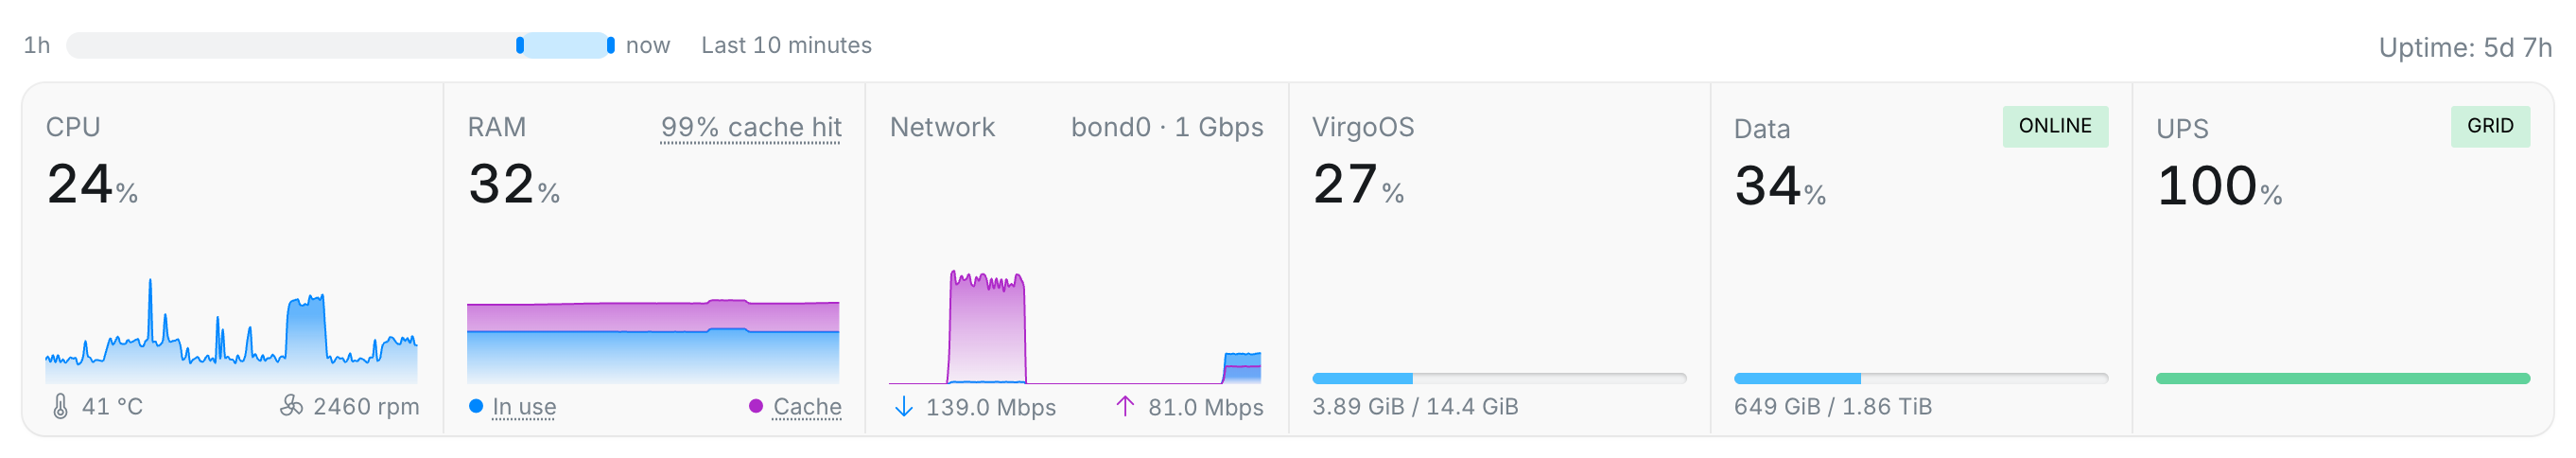 1h now Last 10 minutes Uptime: 5d 7h
CPU
24%
41 °C 2460 rpm
RAM 99% cache hit
32%
In use Cache
Network bond0 · 1 Gbps
139.0 Mbps 81.0 Mbps
VirgoOS
27%
3.89 GiB / 14.4 GiB
Data ONLINE
34%
649 GiB / 1.86 TiB
UPS GRID
100%